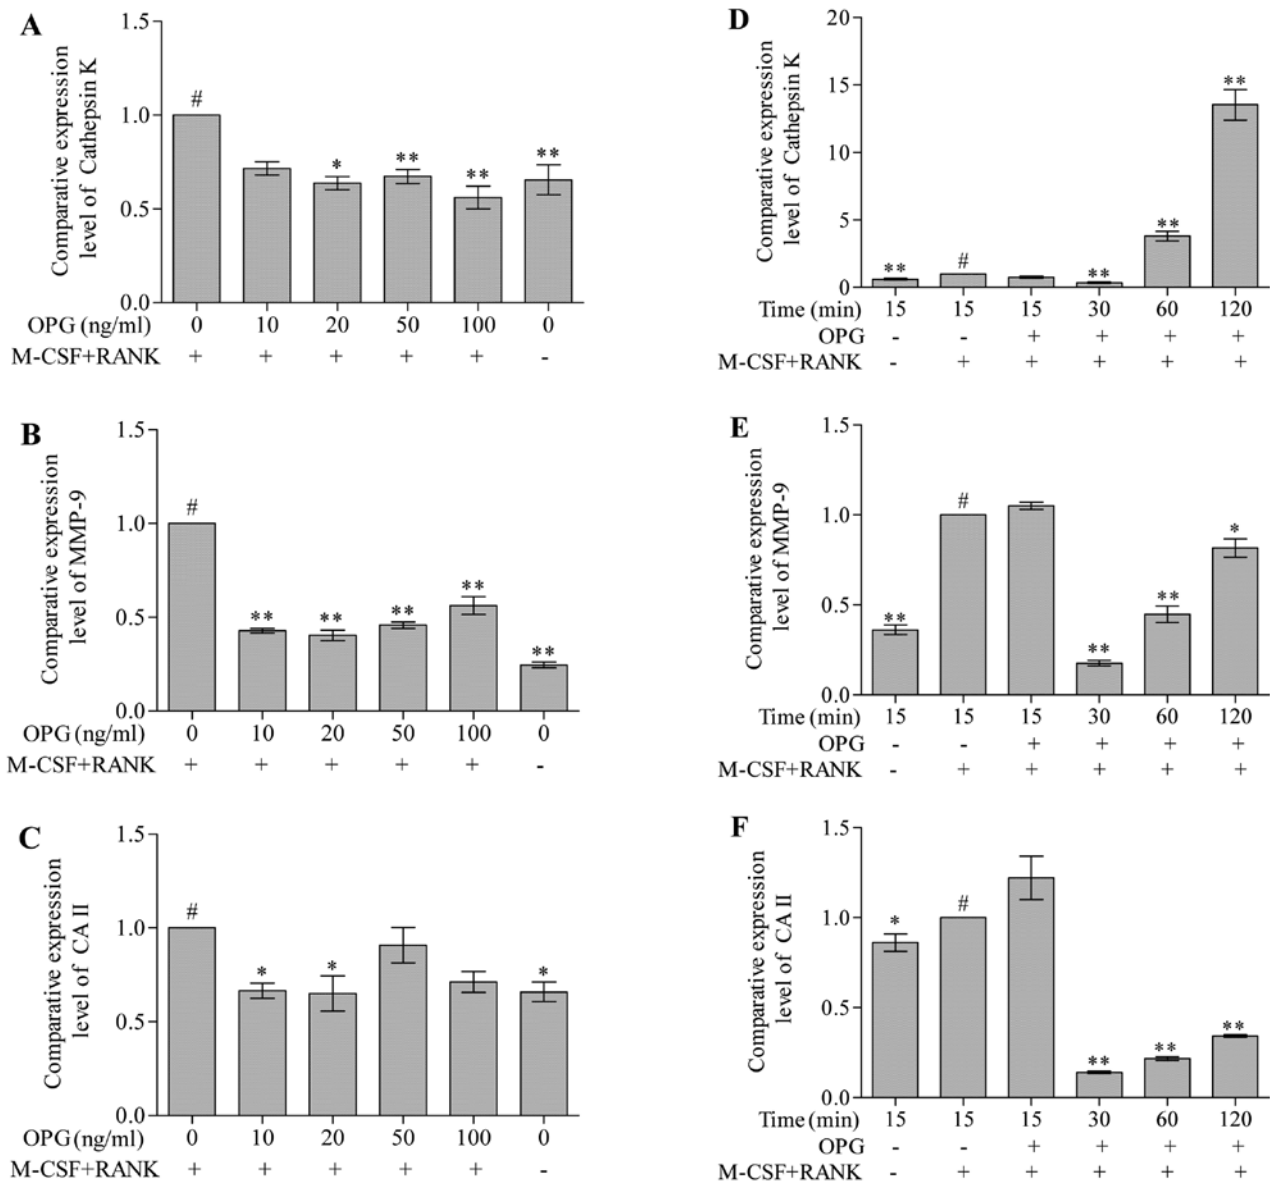 A
Comparative expression
level of Cathepsin K
1.5
1.0
0.5
0.0
#
*
**
**
**
OPG (ng/ml) 0 10 20 50 100 0
M-CSF+RANK + + + + + -
B
Comparative expression
level of MMP-9
1.5
1.0
0.5
0.0
#
**
**
**
**
**
OPG (ng/ml) 0 10 20 50 100 0
M-CSF+RANK + + + + + -
C
Comparative expression
level of CA II
1.5
1.0
0.5
0.0
#
*
*
*
OPG (ng/ml) 0 10 20 50 100 0
M-CSF+RANK + + + + + -
D
Comparative expression
level of Cathepsin K
20
15
10
5
0
**
#
**
**
**
Time (min) 15 15 15 30 60 120
OPG - - + + + +
M-CSF+RANK - + + + + +
E
Comparative expression
level of MMP-9
1.5
1.0
0.5
0.0
**
#
**
**
*
Time (min) 15 15 15 30 60 120
OPG - - + + + +
M-CSF+RANK - + + + + +
F
Comparative expression
level of CA II
1.5
1.0
0.5
0.0
*
#
**
**
**
Time (min) 15 15 15 30 60 120
OPG - - + + + +
M-CSF+RANK - + + + + +